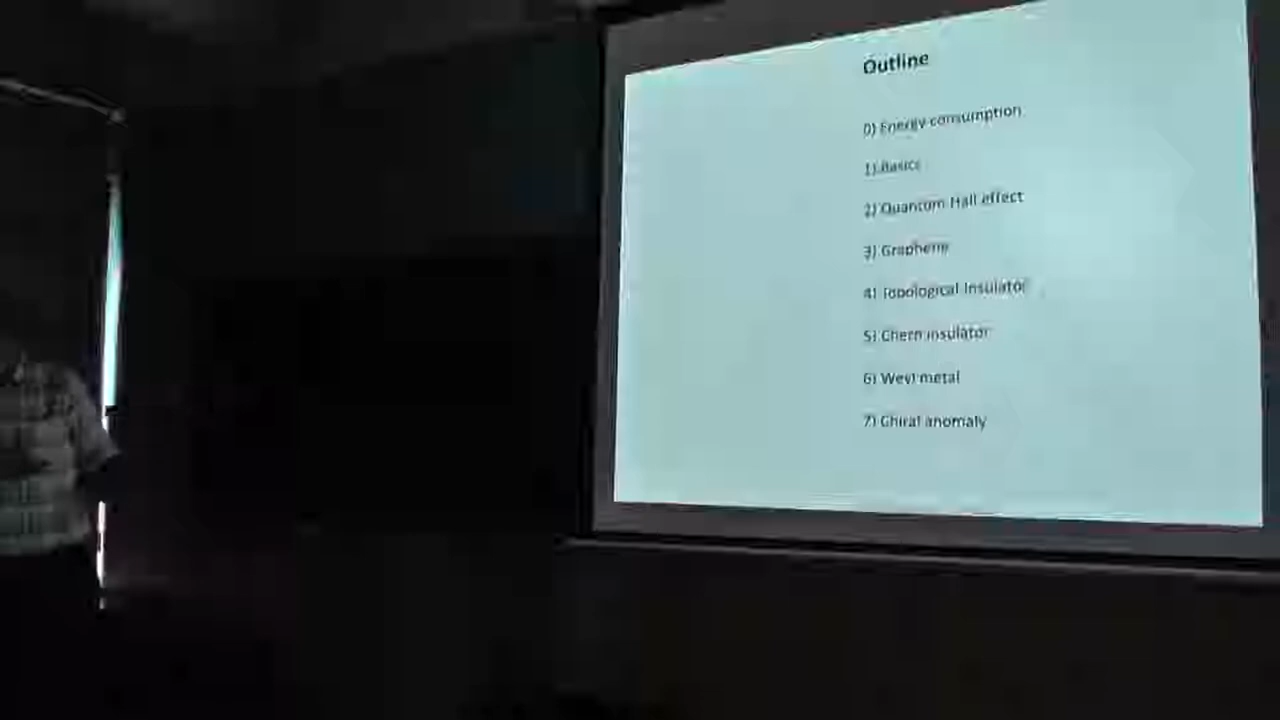 Outline
0) Energy consumption
1) Basics
2) Quantum Hall effect
3) Graphene
4) Topological Insulator
5) Chern insulator
6) Weyl metal
7) Chiral anomaly